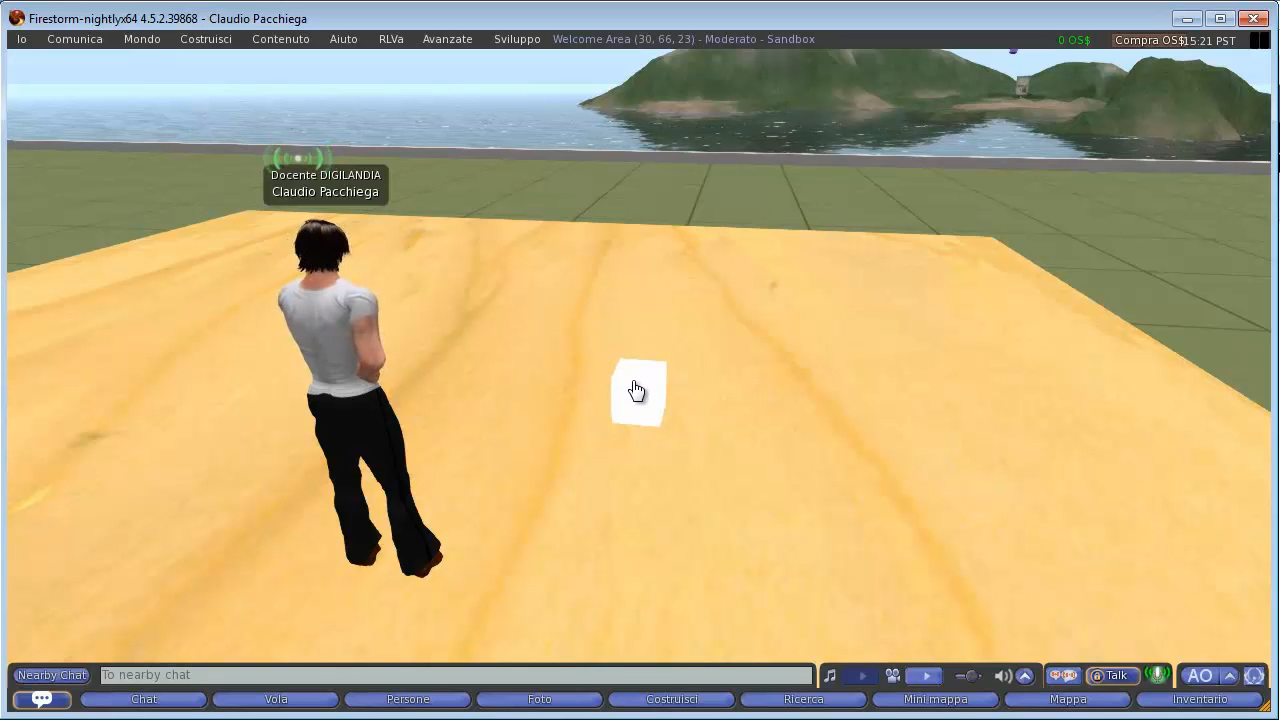 Firestorm-nightlyx64 4.5.2.39868 - Claudio Pacchiega
Io Comunica Mondo Costruisci Contenuto Aiuto RLVa Avanzate Sviluppo Welcome Area (30, 66, 23) - Moderato - Sandbox 0 OS$ Compra OS$ 15:21 PST
Docente DIGILANDIA
Claudio Pacchiega
Nearby Chat To nearby chat Talk AO
Chat Vola Persone Foto Costruisci Ricerca Mini mappa Mappa Inventario